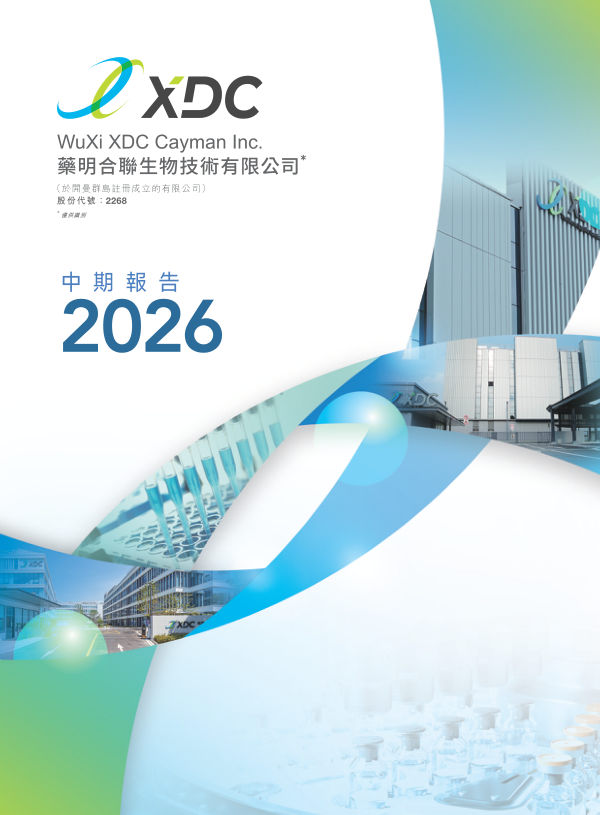 XDC
WuXi XDC Cayman Inc.
藥明合聯生物技術有限公司*
(於開曼群島註冊成立的有限公司)
股份代號：2268
* 僅供識別
中期報告
2026
XDC
XDC